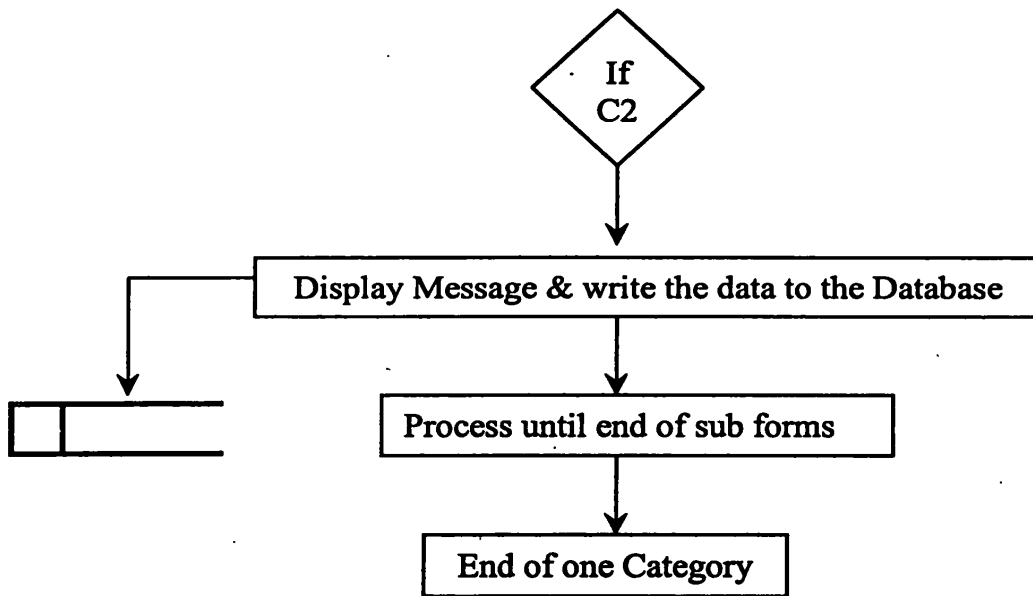 If
C2
Display Message & write the data to the Database
Process until end of sub forms
End of one Category